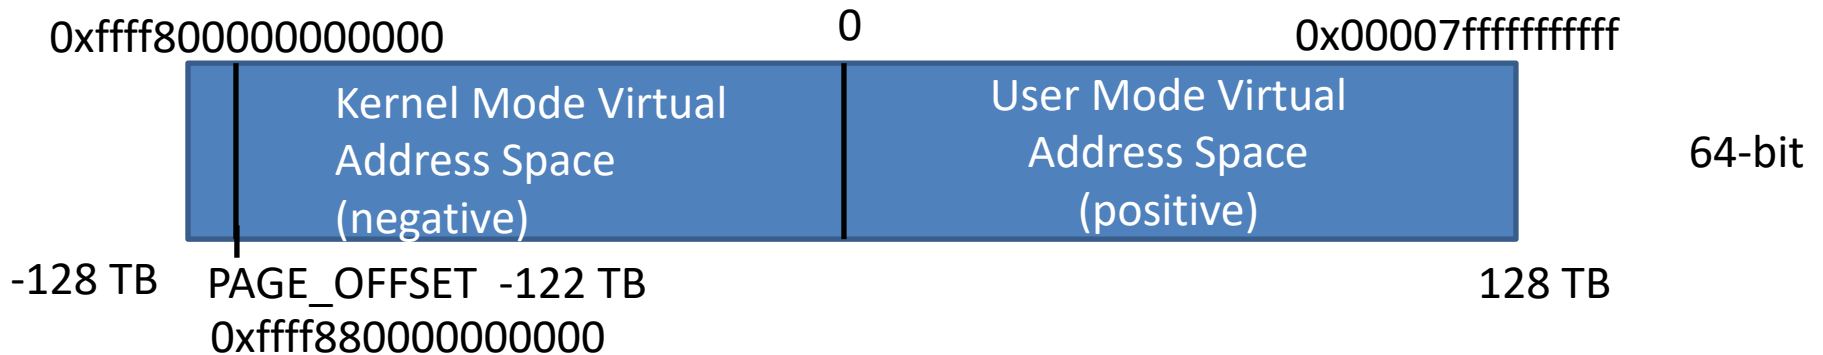 0xffff800000000000 0 0x00007fffffffffff
Kernel Mode Virtual
Address Space
(negative)
User Mode Virtual
Address Space
(positive)
64-bit
-128 TB PAGE_OFFSET -122 TB 128 TB
0xffff880000000000